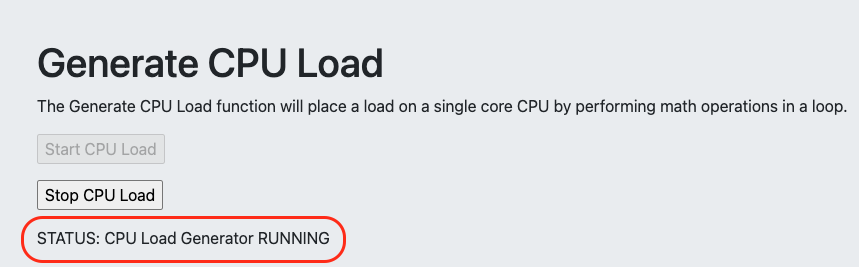 Generate CPU Load
The Generate CPU Load function will place a load on a single core CPU by performing math operations in a loop.
Start CPU Load
Stop CPU Load
STATUS: CPU Load Generator RUNNING